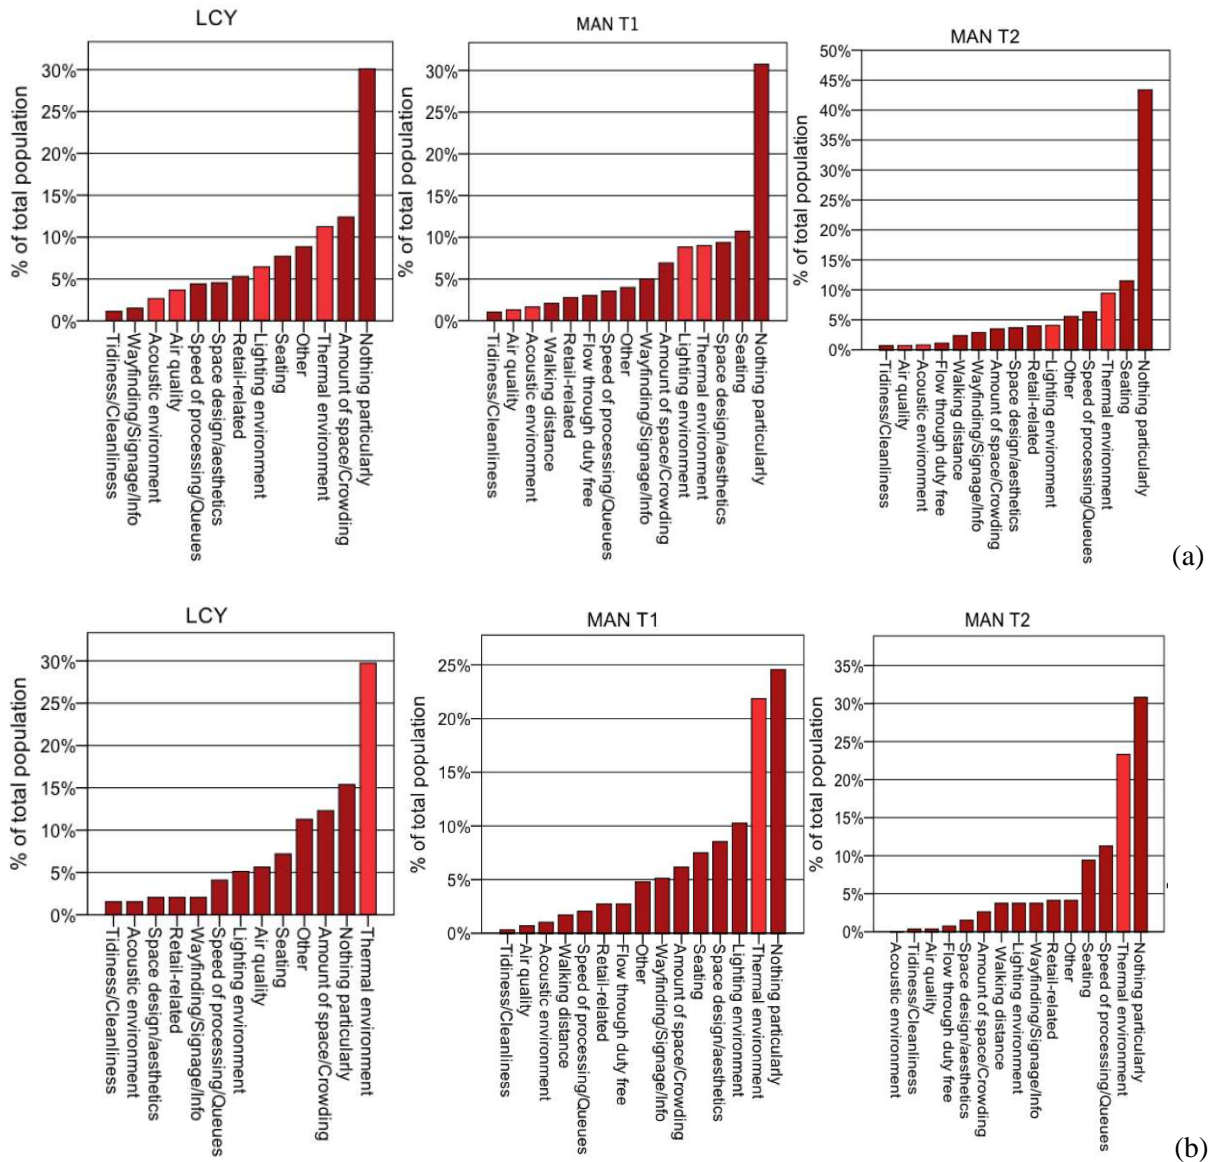 LCY
% of total population
30%
25%
20%
15%
10%
5%
0%
Tidiness/Cleanliness
Wayfinding/Signage/Info
Acoustic environment
Air quality
Speed of processing/Queues
Space design/aesthetics
Retail-related
Lighting environment
Seating
Other
Thermal environment
Amount of space/Crowding
Nothing particularly
MAN T1
% of total population
30%
25%
20%
15%
10%
5%
0%
Tidiness/Cleanliness
Air quality
Acoustic environment
Walking distance
Retail-related
Flow through duty free
Speed of processing/Queues
Other
Wayfinding/Signage/Info
Amount of space/Crowding
Lighting environment
Thermal environment
Space design/aesthetics
Seating
Nothing particularly
MAN T2
% of total population
50%
45%
40%
35%
30%
25%
20%
15%
10%
5%
0%
Tidiness/Cleanliness
Air quality
Acoustic environment
Flow through duty free
Walking distance
Wayfinding/Signage/Info
Amount of space/Crowding
Space design/aesthetics
Retail-related
Lighting environment
Other
Speed of processing/Queues
Thermal environment
Seating
Nothing particularly
(a)
LCY
% of total population
30%
25%
20%
15%
10%
5%
0%
Tidiness/Cleanliness
Acoustic environment
Space design/aesthetics
Retail-related
Wayfinding/Signage/Info
Speed of processing/Queues
Lighting environment
Air quality
Seating
Other
Amount of space/Crowding
Nothing particularly
Thermal environment
MAN T1
% of total population
25%
20%
15%
10%
5%
0%
Tidiness/Cleanliness
Air quality
Acoustic environment
Walking distance
Speed of processing/Queues
Retail-related
Flow through duty free
Other
Wayfinding/Signage/Info
Amount of space/Crowding
Seating
Space design/aesthetics
Lighting environment
Thermal environment
Nothing particularly
MAN T2
% of total population
35%
30%
25%
20%
15%
10%
5%
0%
Acoustic environment
Tidiness/Cleanliness
Air quality
Flow through duty free
Space design/aesthetics
Amount of space/Crowding
Walking distance
Lighting environment
Wayfinding/Signage/Info
Retail-related
Other
Seating
Speed of processing/Queues
Thermal environment
Nothing particularly
(b)